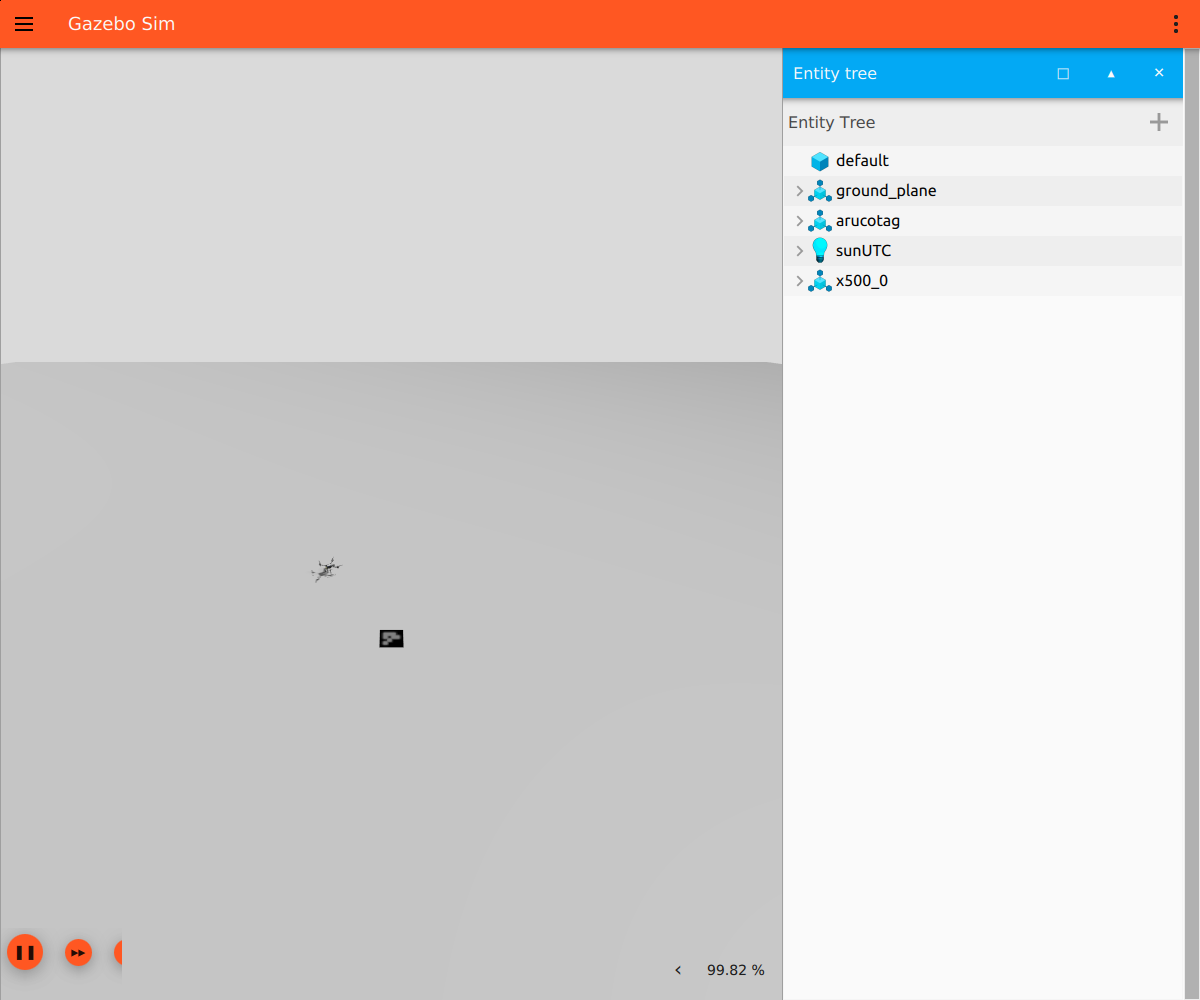 Gazebo Sim
Entity tree
Entity Tree
default
ground_plane
arucotag
sunUTC
x500_0
99.82 %